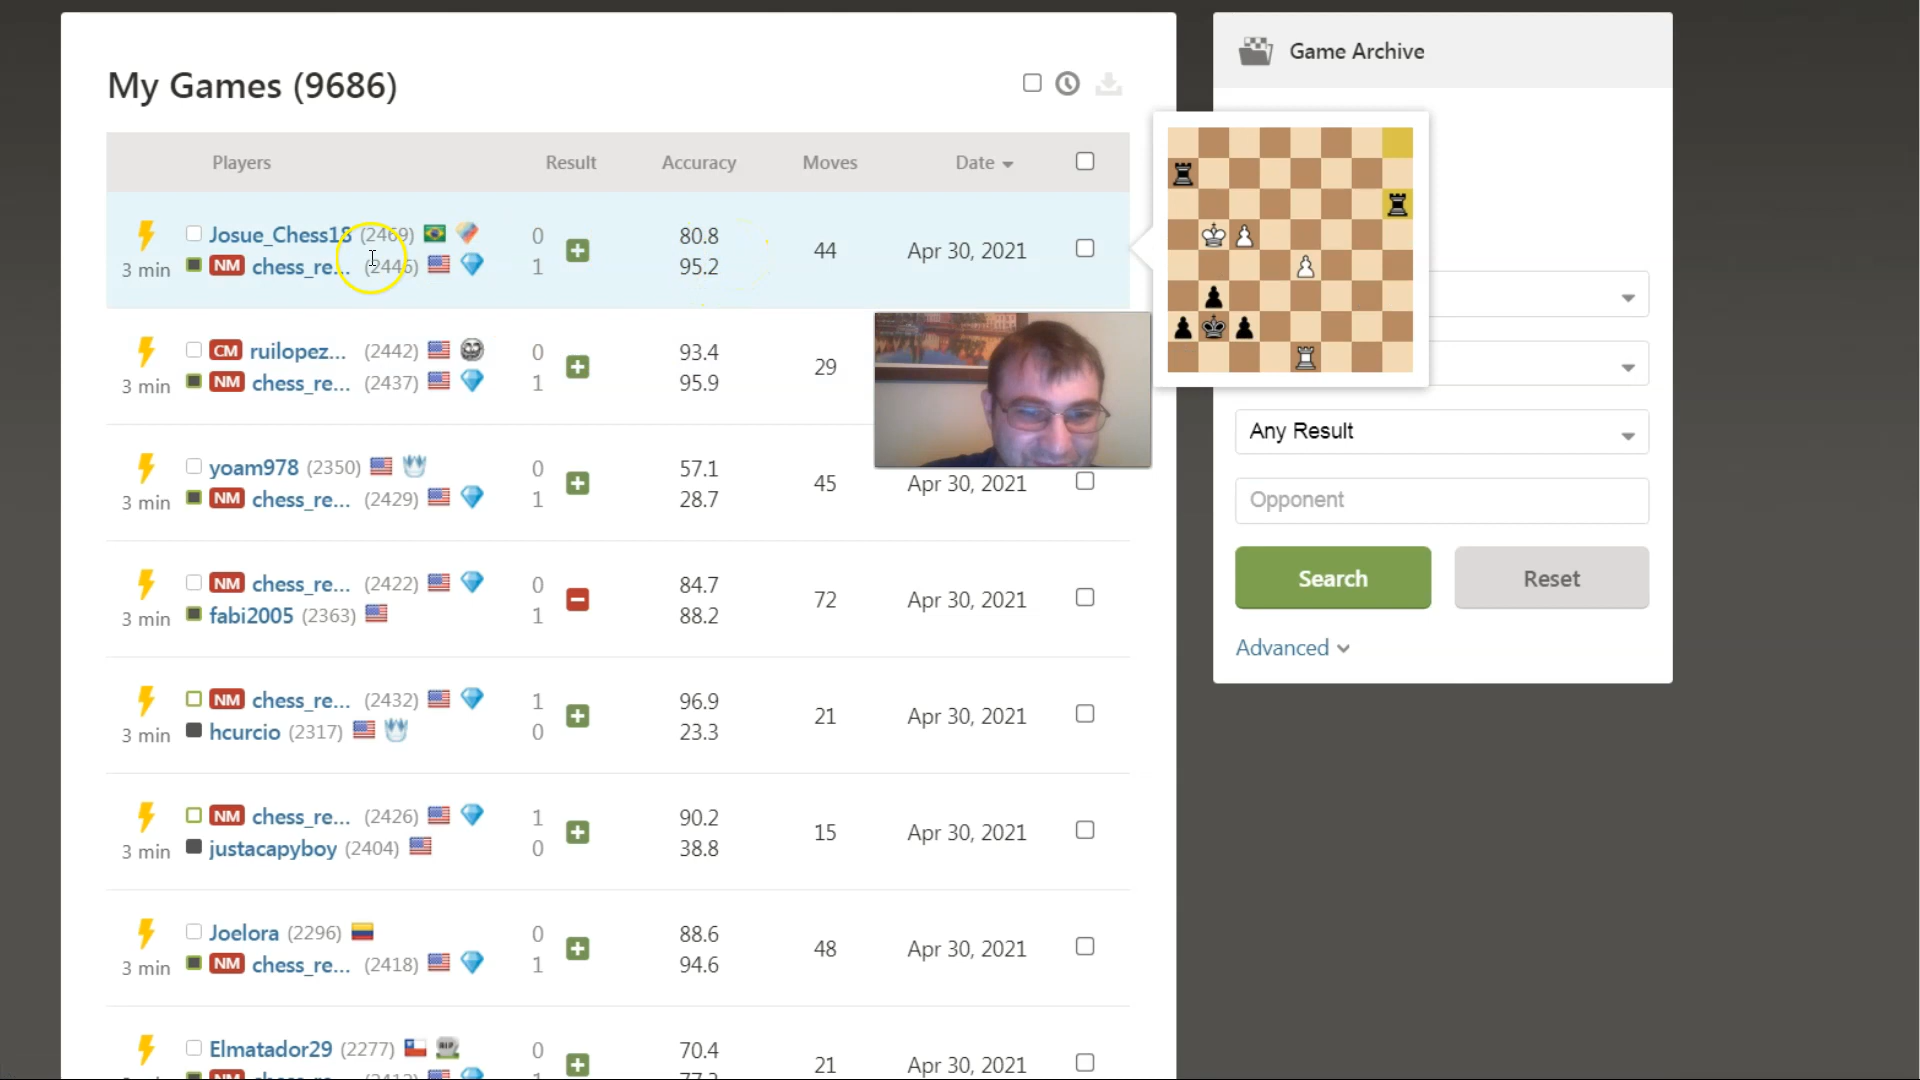 My Games (9686)
Game Archive
Players Result Accuracy Moves Date
Josue_Chess18 (2469) 0 80.8
3 min NM chess_re... (2446) 1 95.2 44 Apr 30, 2021
CM ruilopez... (2442) 0 93.4
3 min NM chess_re... (2437) 1 95.9 29
Any Result
yoam978 (2350) 0 57.1
3 min NM chess_re... (2429) 1 28.7 45 Apr 30, 2021
Opponent
Search Reset
NM chess_re... (2422) 0 84.7
3 min fabi2005 (2363) 1 88.2 72 Apr 30, 2021
Advanced
NM chess_re... (2432) 1 96.9
3 min hcurcio (2317) 0 23.3 21 Apr 30, 2021
NM chess_re... (2426) 1 90.2
3 min justacapyboy (2404) 0 38.8 15 Apr 30, 2021
Joelora (2296) 0 88.6
3 min NM chess_re... (2418) 1 94.6 48 Apr 30, 2021
Elmatador29 (2277) RIP 0 70.4
21 Apr 30, 2021